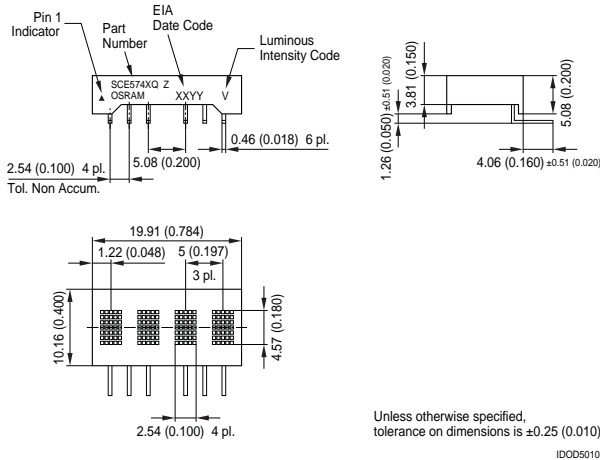 Pin 1
Indicator
Part
Number
EIA
Date Code
Luminous
Intensity Code
SCE574XQ Z
OSRAM
XXYY
V
0.46 (0.018) 6 pl.
5.08 (0.200)
2.54 (0.100) 4 pl.
Tol. Non Accum.
3.81 (0.150)
1.26 (0.050) ±0.51 (0.020)
5.08 (0.200)
4.06 (0.160) ±0.51 (0.020)
19.91 (0.784)
1.22 (0.048)
5 (0.197)
3 pl.
10.16 (0.400)
4.57 (0.180)
2.54 (0.100) 4 pl.
Unless otherwise specified,
tolerance on dimensions is ±0.25 (0.010)
IDOD5010